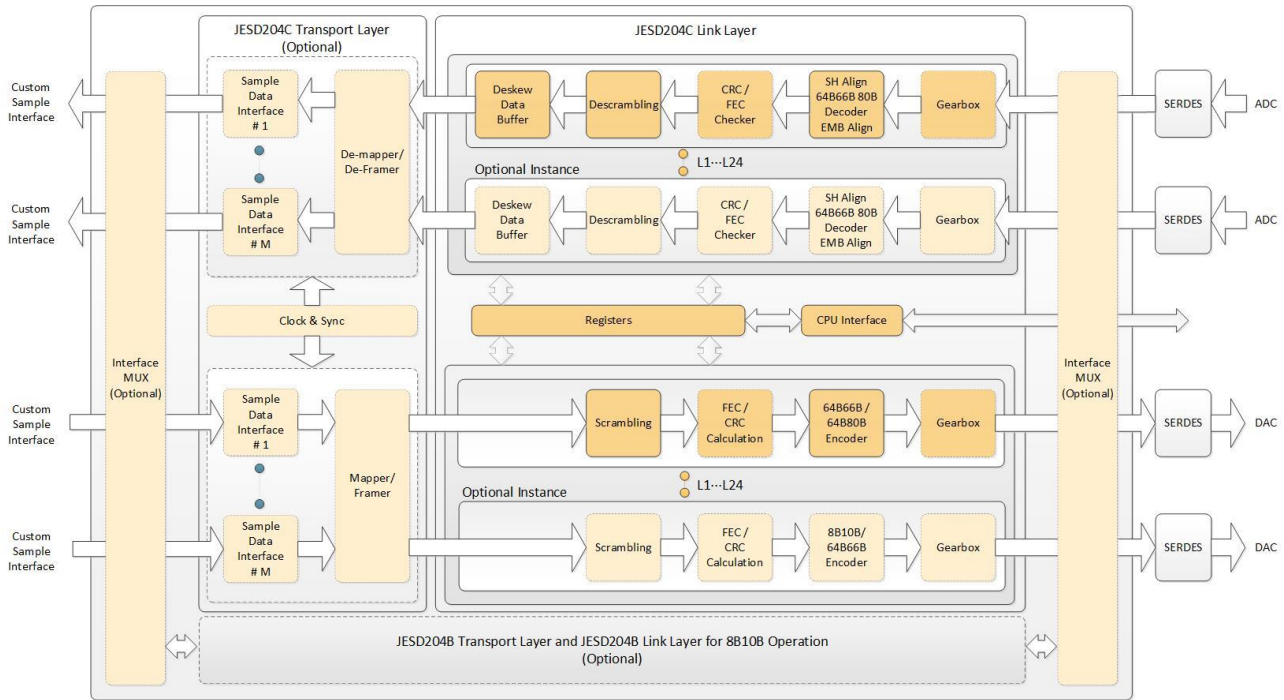 JESD204C Transport Layer
(Optional)
JESD204C Link Layer
Custom
Sample
Interface
Sample
Data
Interface
# 1
De-mapper/
De-Framer
Deskew
Data
Buffer
Descrambling
CRC /
FEC
Checker
SH Align
64B66B 80B
Decoder
EMB Align
Gearbox
SERDES
ADC
L1···L24
Optional Instance
Custom
Sample
Interface
Sample
Data
Interface
# M
Deskew
Data
Buffer
Descrambling
CRC /
FEC
Checker
SH Align
64B66B 80B
Decoder
EMB Align
Gearbox
SERDES
ADC
Clock & Sync
Registers
CPU Interface
Interface
MUX
(Optional)
Interface
MUX
(Optional)
Custom
Sample
Interface
Sample
Data
Interface
# 1
Mapper/
Framer
Scrambling
FEC /
CRC
Calculation
64B66B /
64B80B
Encoder
Gearbox
SERDES
DAC
L1···L24
Optional Instance
Custom
Sample
Interface
Sample
Data
Interface
# M
Scrambling
FEC /
CRC
Calculation
8B10B/
64B66B
Encoder
Gearbox
SERDES
DAC
JESD204B Transport Layer and JESD204B Link Layer for 8B10B Operation
(Optional)